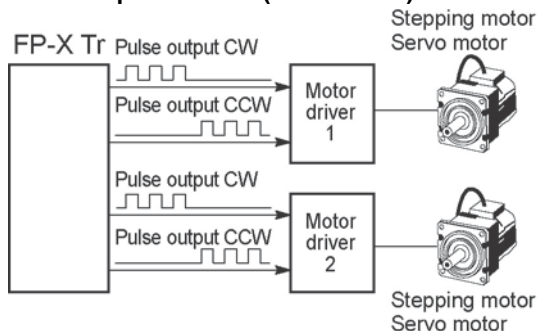 Stepping motor
Servo motor
FP-X Tr
Pulse output CW
Pulse output CCW
Motor
driver
1
Pulse output CW
Pulse output CCW
Motor
driver
2
Stepping motor
Servo motor